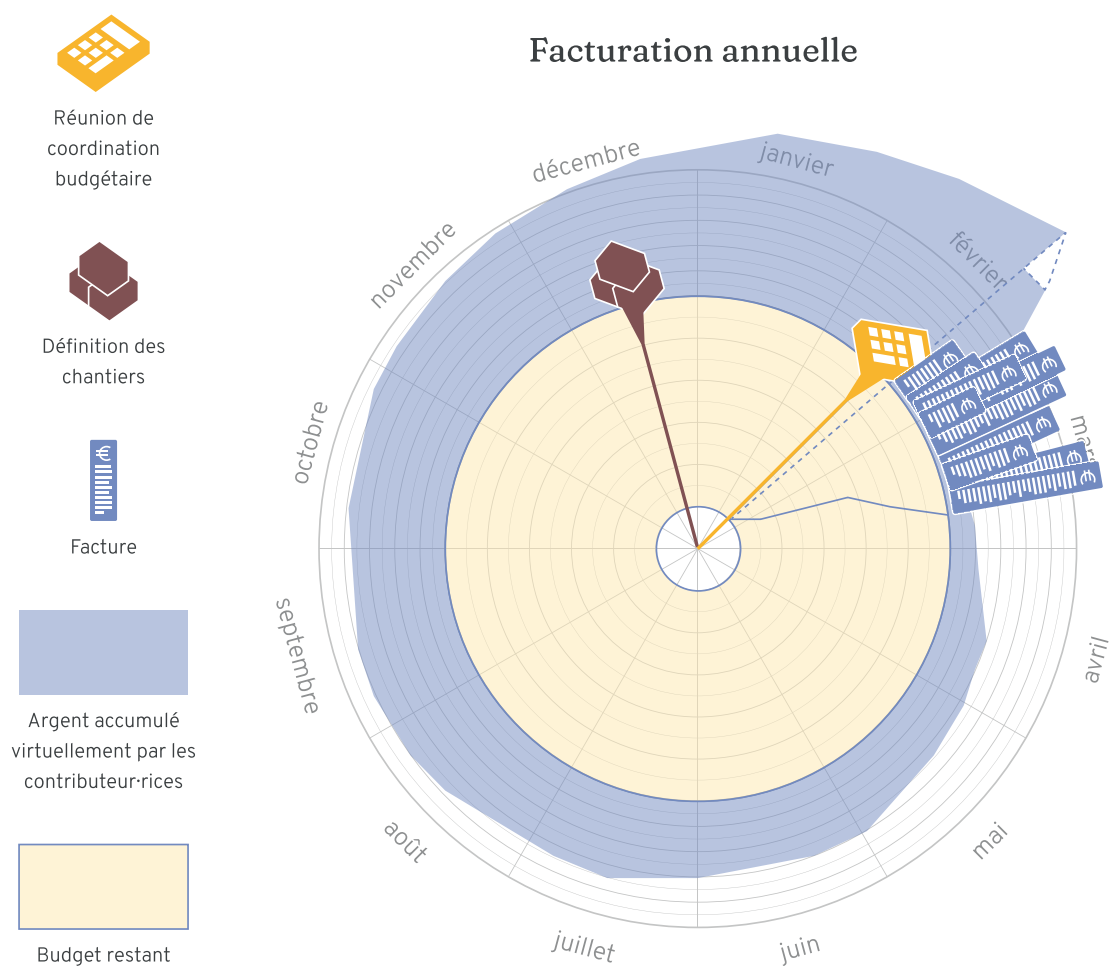 Facturation annuelle
Réunion de
coordination
budgétaire
Définition des
chantiers
€
Facture
Argent accumulé
virtuellement par les
contributeur·rices
Budget restant
janvier
février
avril
mai
juin
juillet
août
septembre
octobre
novembre
décembre